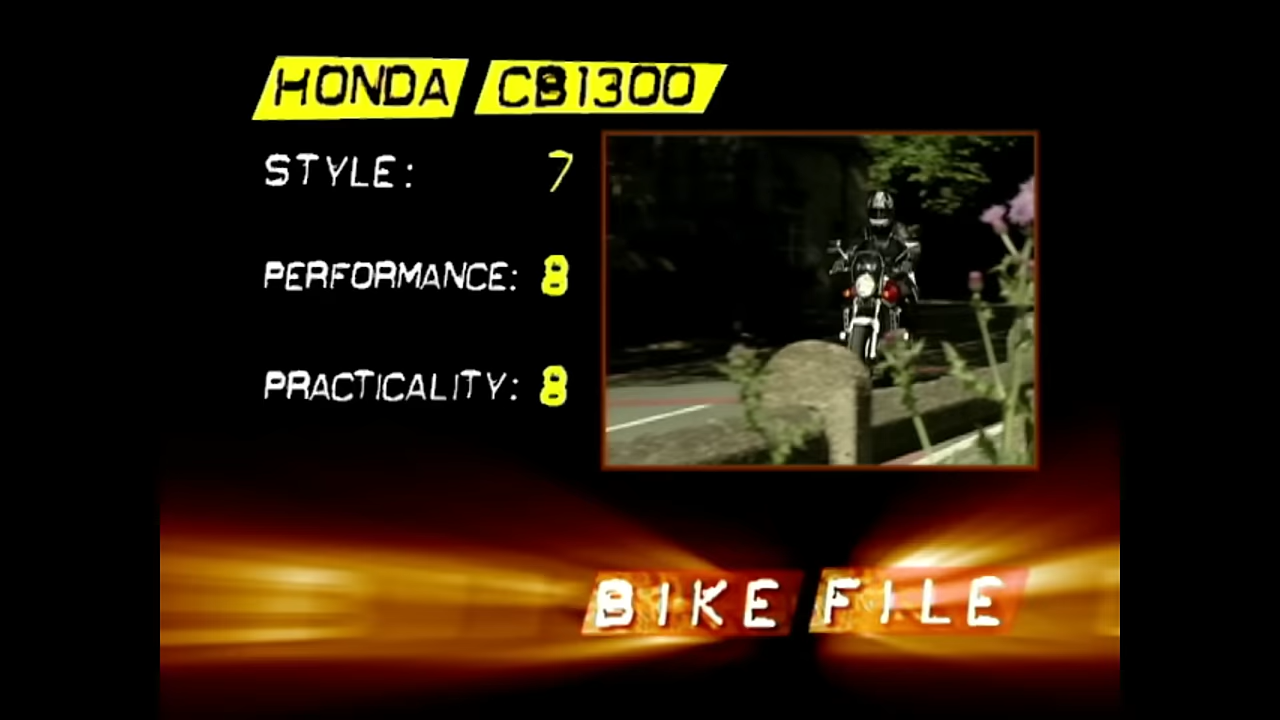 HONDA CB1300
STYLE: 7
PERFORMANCE: 8
PRACTICALITY: 8
BIKE FILE